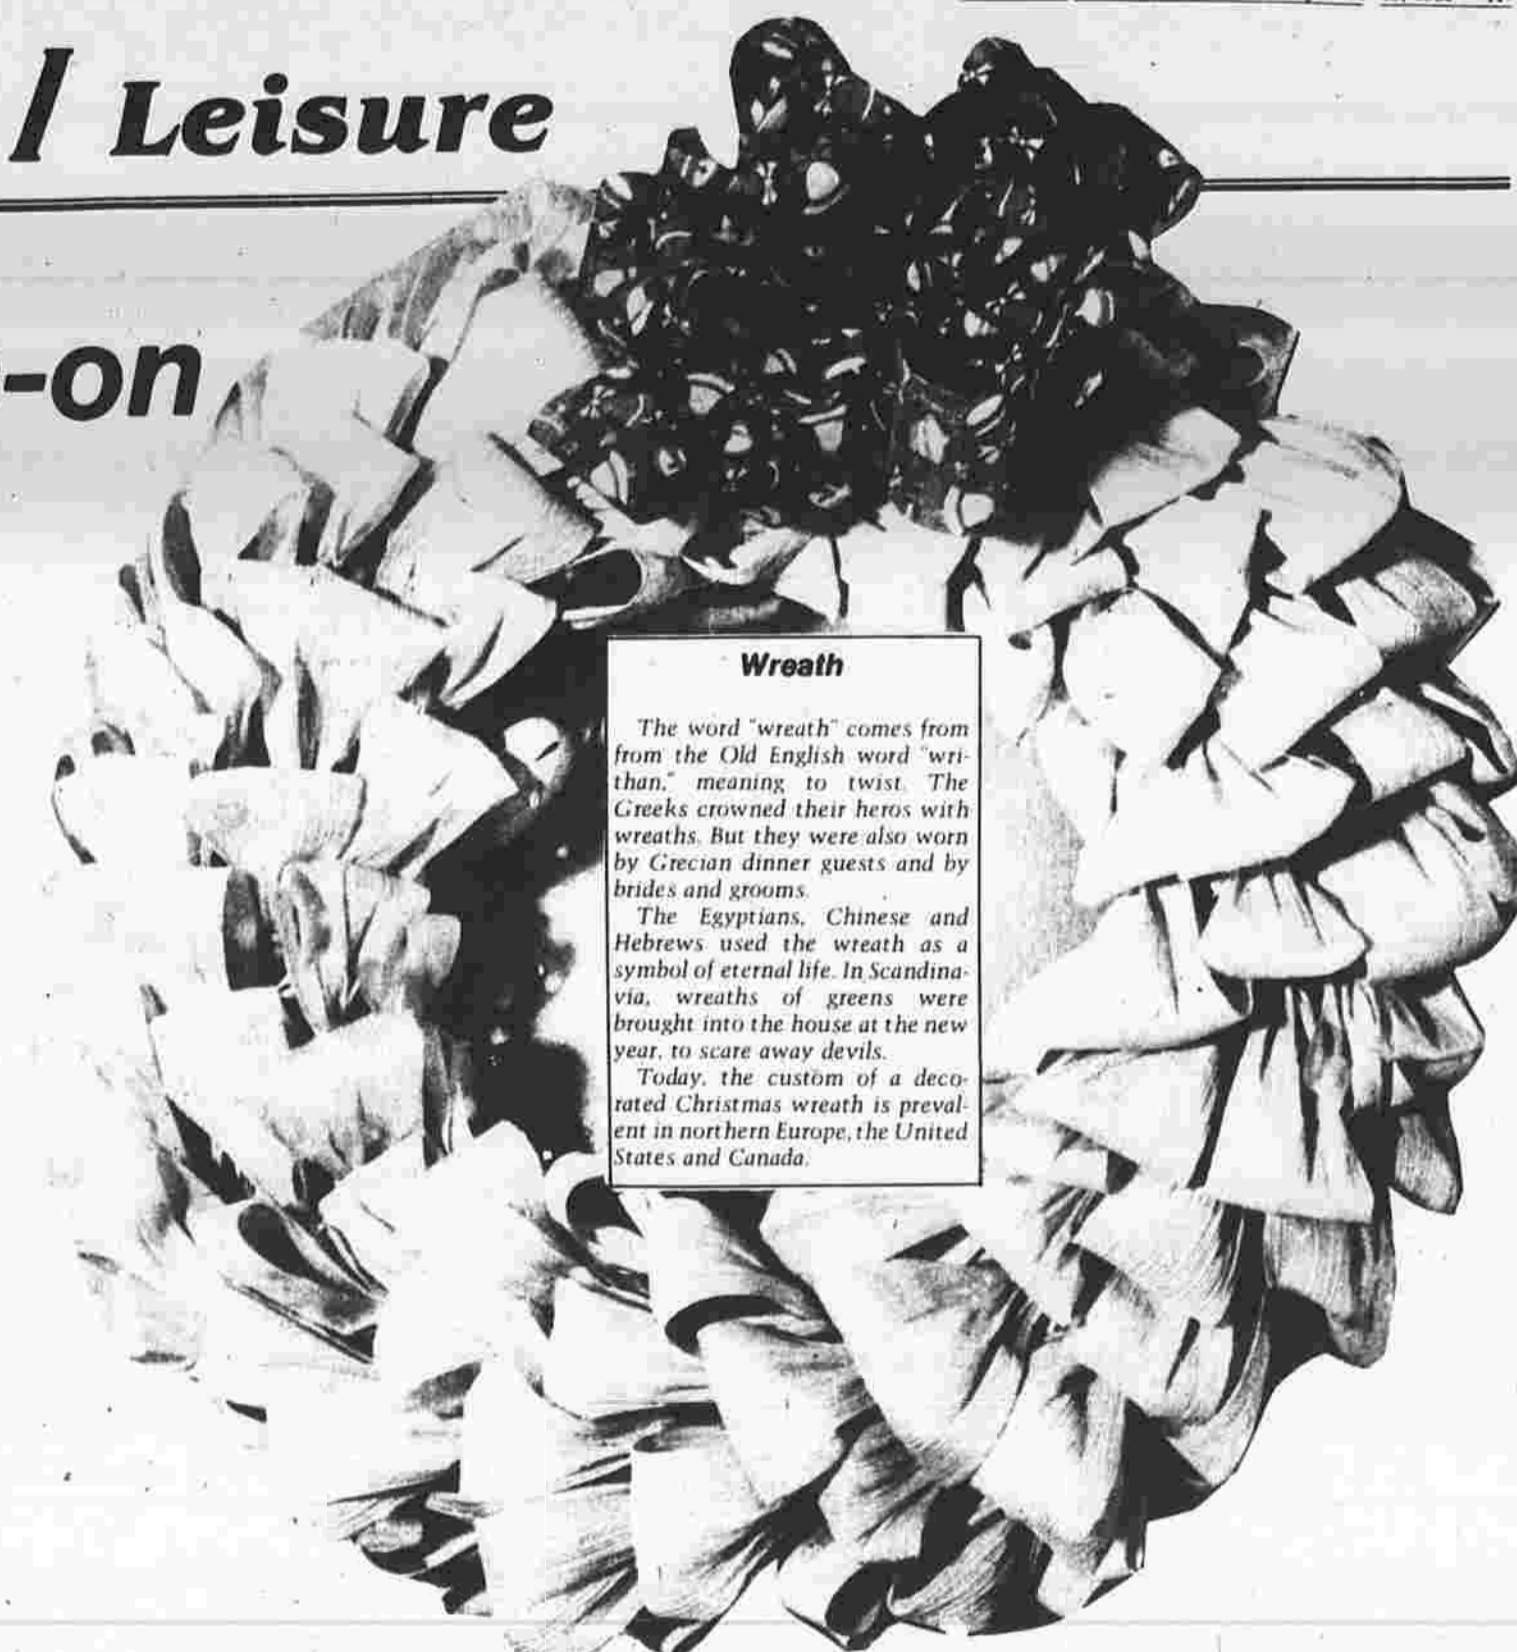 / Leisure
-on
Wreath
The word "wreath" comes from
from the Old English word "wri-
than," meaning to twist. The
Greeks crowned their heros with
wreaths. But they were also worn
by Grecian dinner guests and by
brides and grooms.
The Egyptians, Chinese and
Hebrews used the wreath as a
symbol of eternal life. In Scandina-
via, wreaths of greens were
brought into the house at the new
year, to scare away devils.
Today, the custom of a deco-
rated Christmas wreath is preval-
ent in northern Europe, the United
States and Canada.